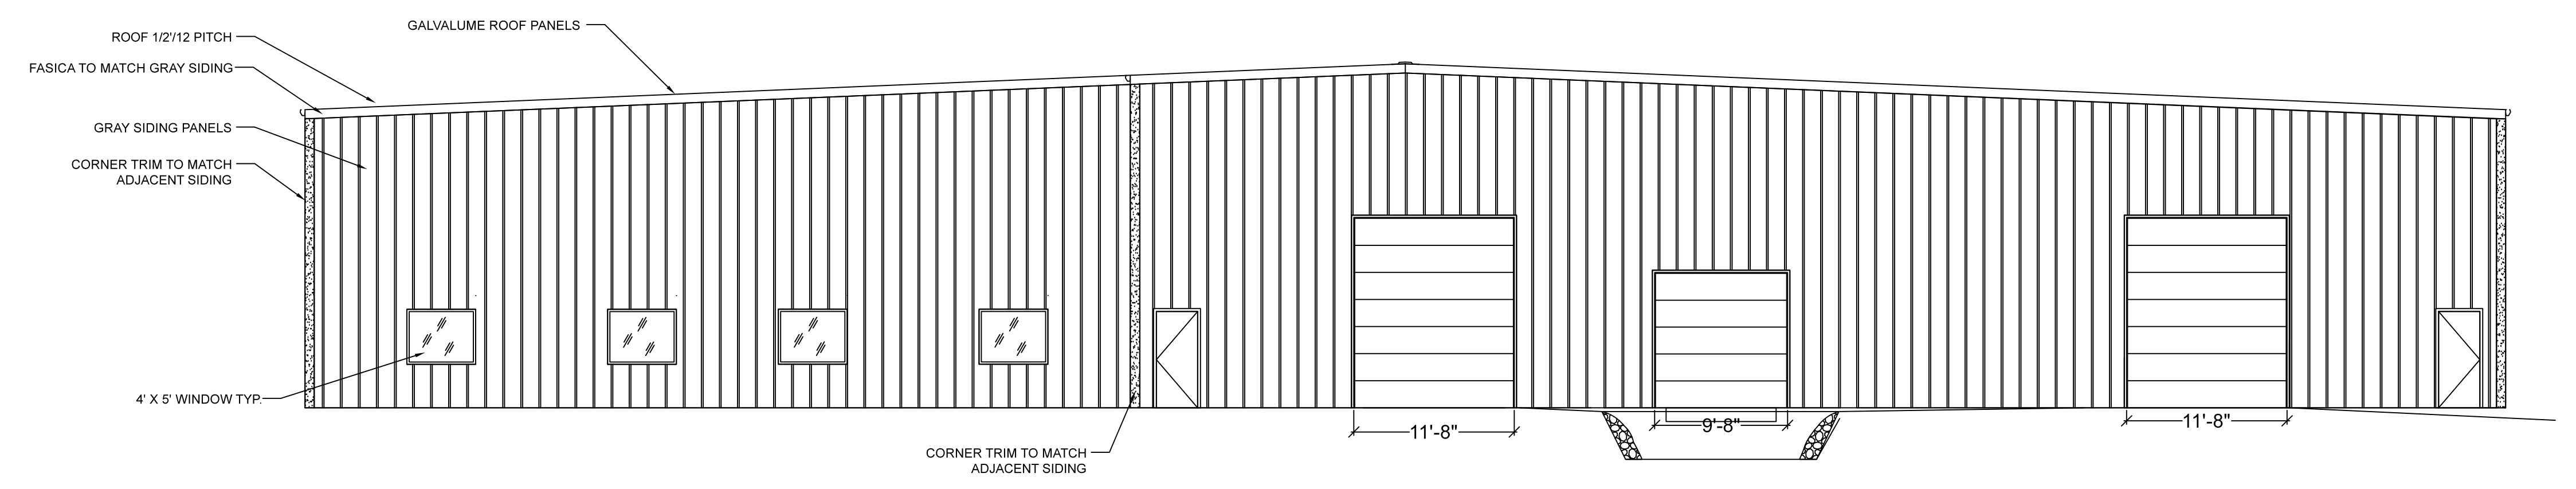 GALVALUME ROOF PANELS
ROOF 1/2'/12 PITCH
FASICA TO MATCH GRAY SIDING
GRAY SIDING PANELS
CORNER TRIM TO MATCH
ADJACENT SIDING
4' X 5' WINDOW TYP.
11'-8"
9'-8"
11'-8"
CORNER TRIM TO MATCH
ADJACENT SIDING